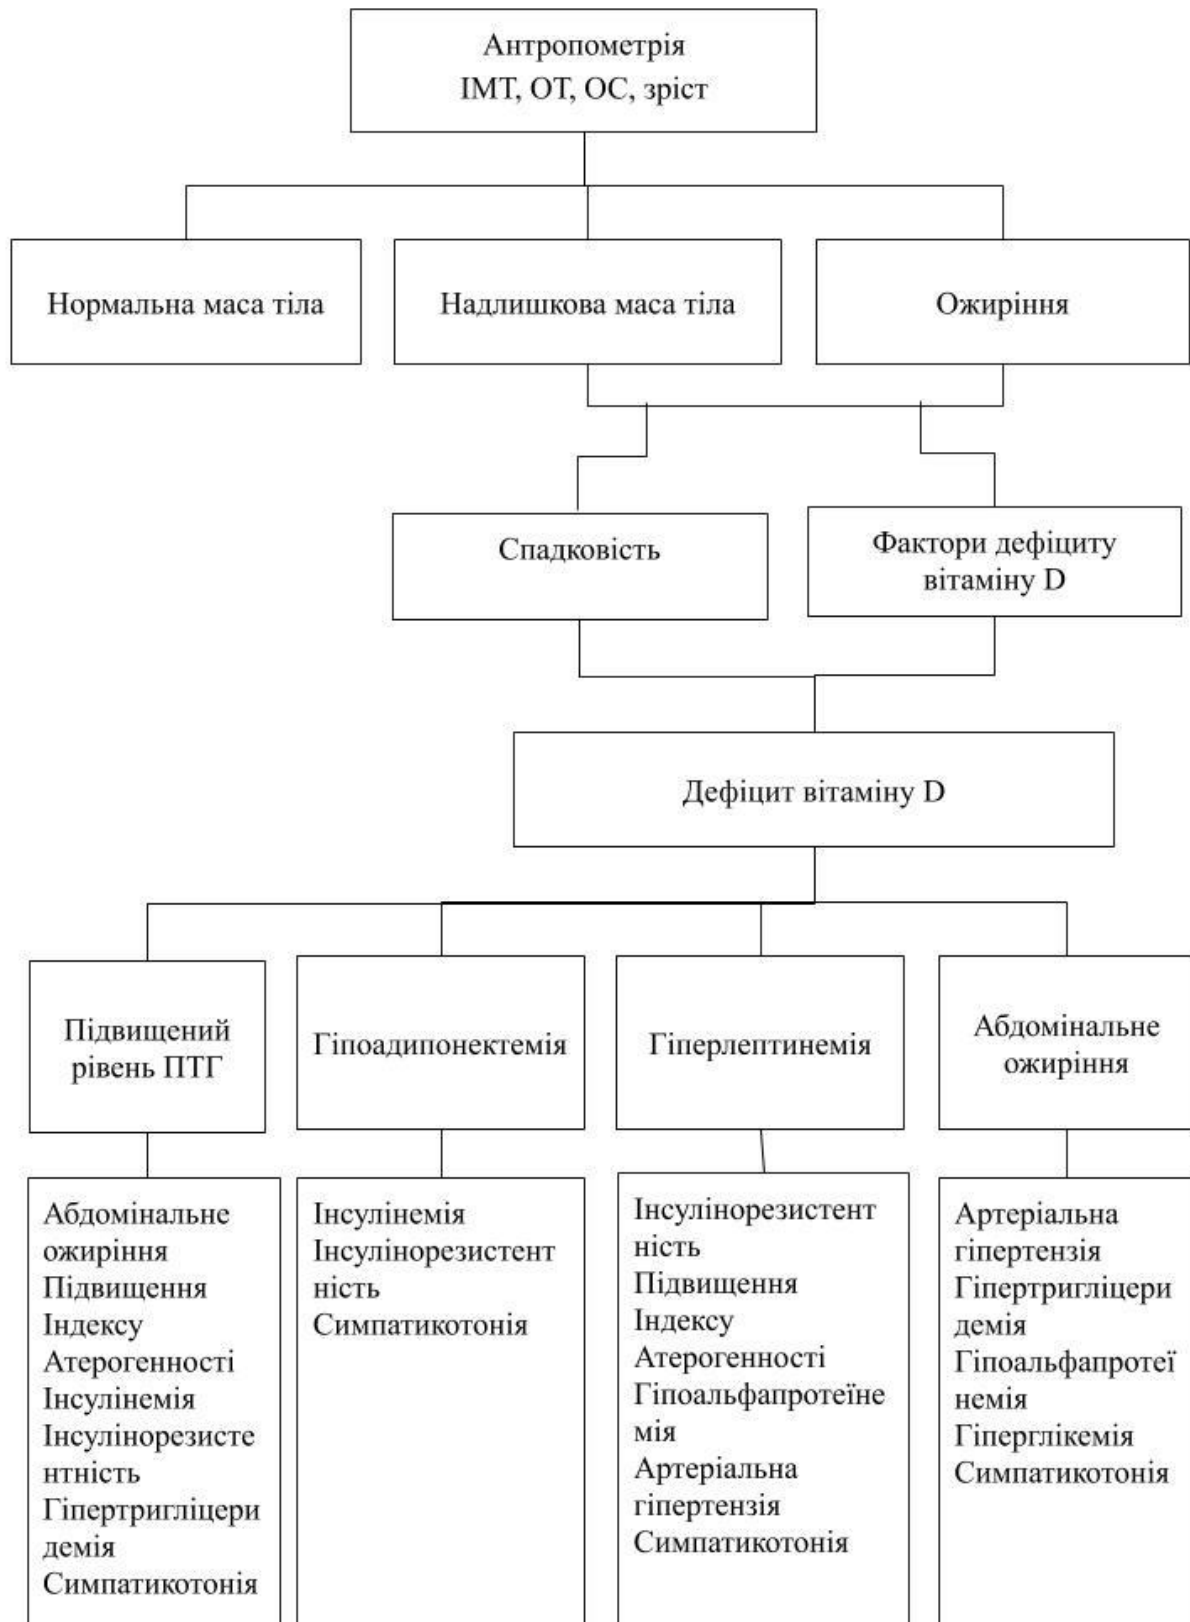 Антропометрія
ІМТ, ОТ, ОС, зріст
Нормальна маса тіла
Надлишкова маса тіла
Ожиріння
Спадковість
Фактори дефіциту
вітаміну D
Дефіцит вітаміну D
Підвищений
рівень ПТГ
Гіпоадипонектемія
Гіперлептинемія
Абдомінальне
ожиріння
Абдомінальне
ожиріння
Підвищення
Індексу
Атерогенності
Інсулінемія
Інсулінорезисте
нтність
Гіпертригліцери
демія
Симпатикотонія
Інсулінемія
Інсулінорезистент
ність
Симпатикотонія
Інсулінорезистент
ність
Підвищення
Індексу
Атерогенності
Гіпоальфапротеїне
мія
Артеріальна
гіпертензія
Симпатикотонія
Артеріальна
гіпертензія
Гіпертригліцери
демія
Гіпоальфапротеї
немія
Гіперглікемія
Симпатикотонія